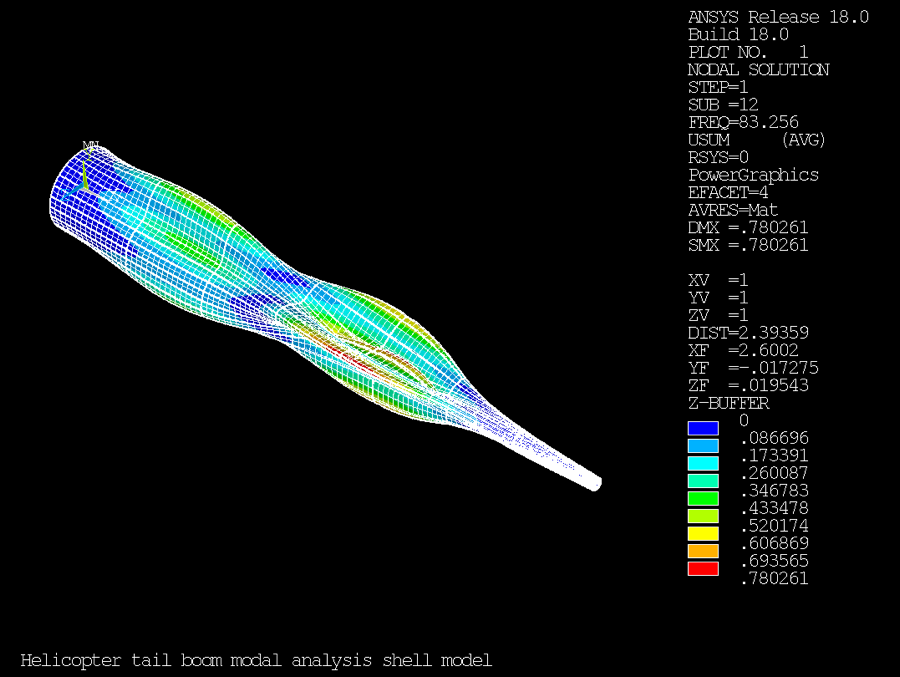 ANSYS Release 18.0
Build 18.0
PLOT NO.   1
NODAL SOLUTION
STEP=1
SUB =12
FREQ=83.256
USUM     (AVG)
RSYS=0
PowerGraphics
EFACET=4
AVRES=Mat
DMX =.780261
SMX =.780261
XV  =1
YV  =1
ZV  =1
DIST=2.39359
XF  =2.6002
YF  =-.017275
ZF  =.019543
Z-BUFFER
0
.086696
.173391
.260087
.346783
.433478
.520174
.606869
.693565
.780261
MN
Helicopter tail boom modal analysis shell model